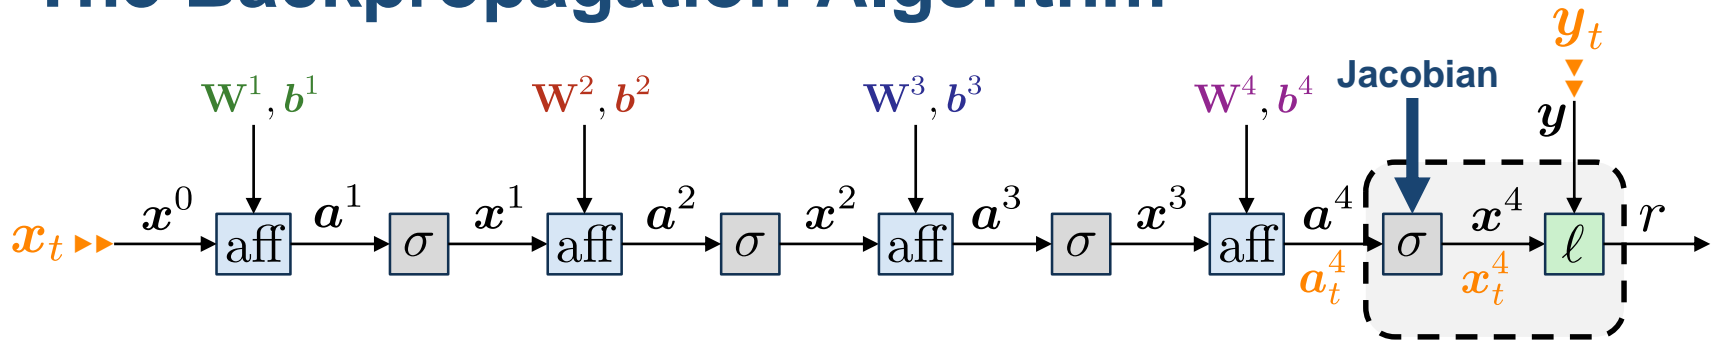 The Backpropagation Algorithm
y_t
Jacobian
W^1, b^1 W^2, b^2 W^3, b^3 W^4, b^4
y
x^0 a^1 x^1 a^2 x^2 a^3 x^3 a^4 x^4 r
x_t aff σ aff σ aff σ aff σ ℓ
a_t^4 x_t^4